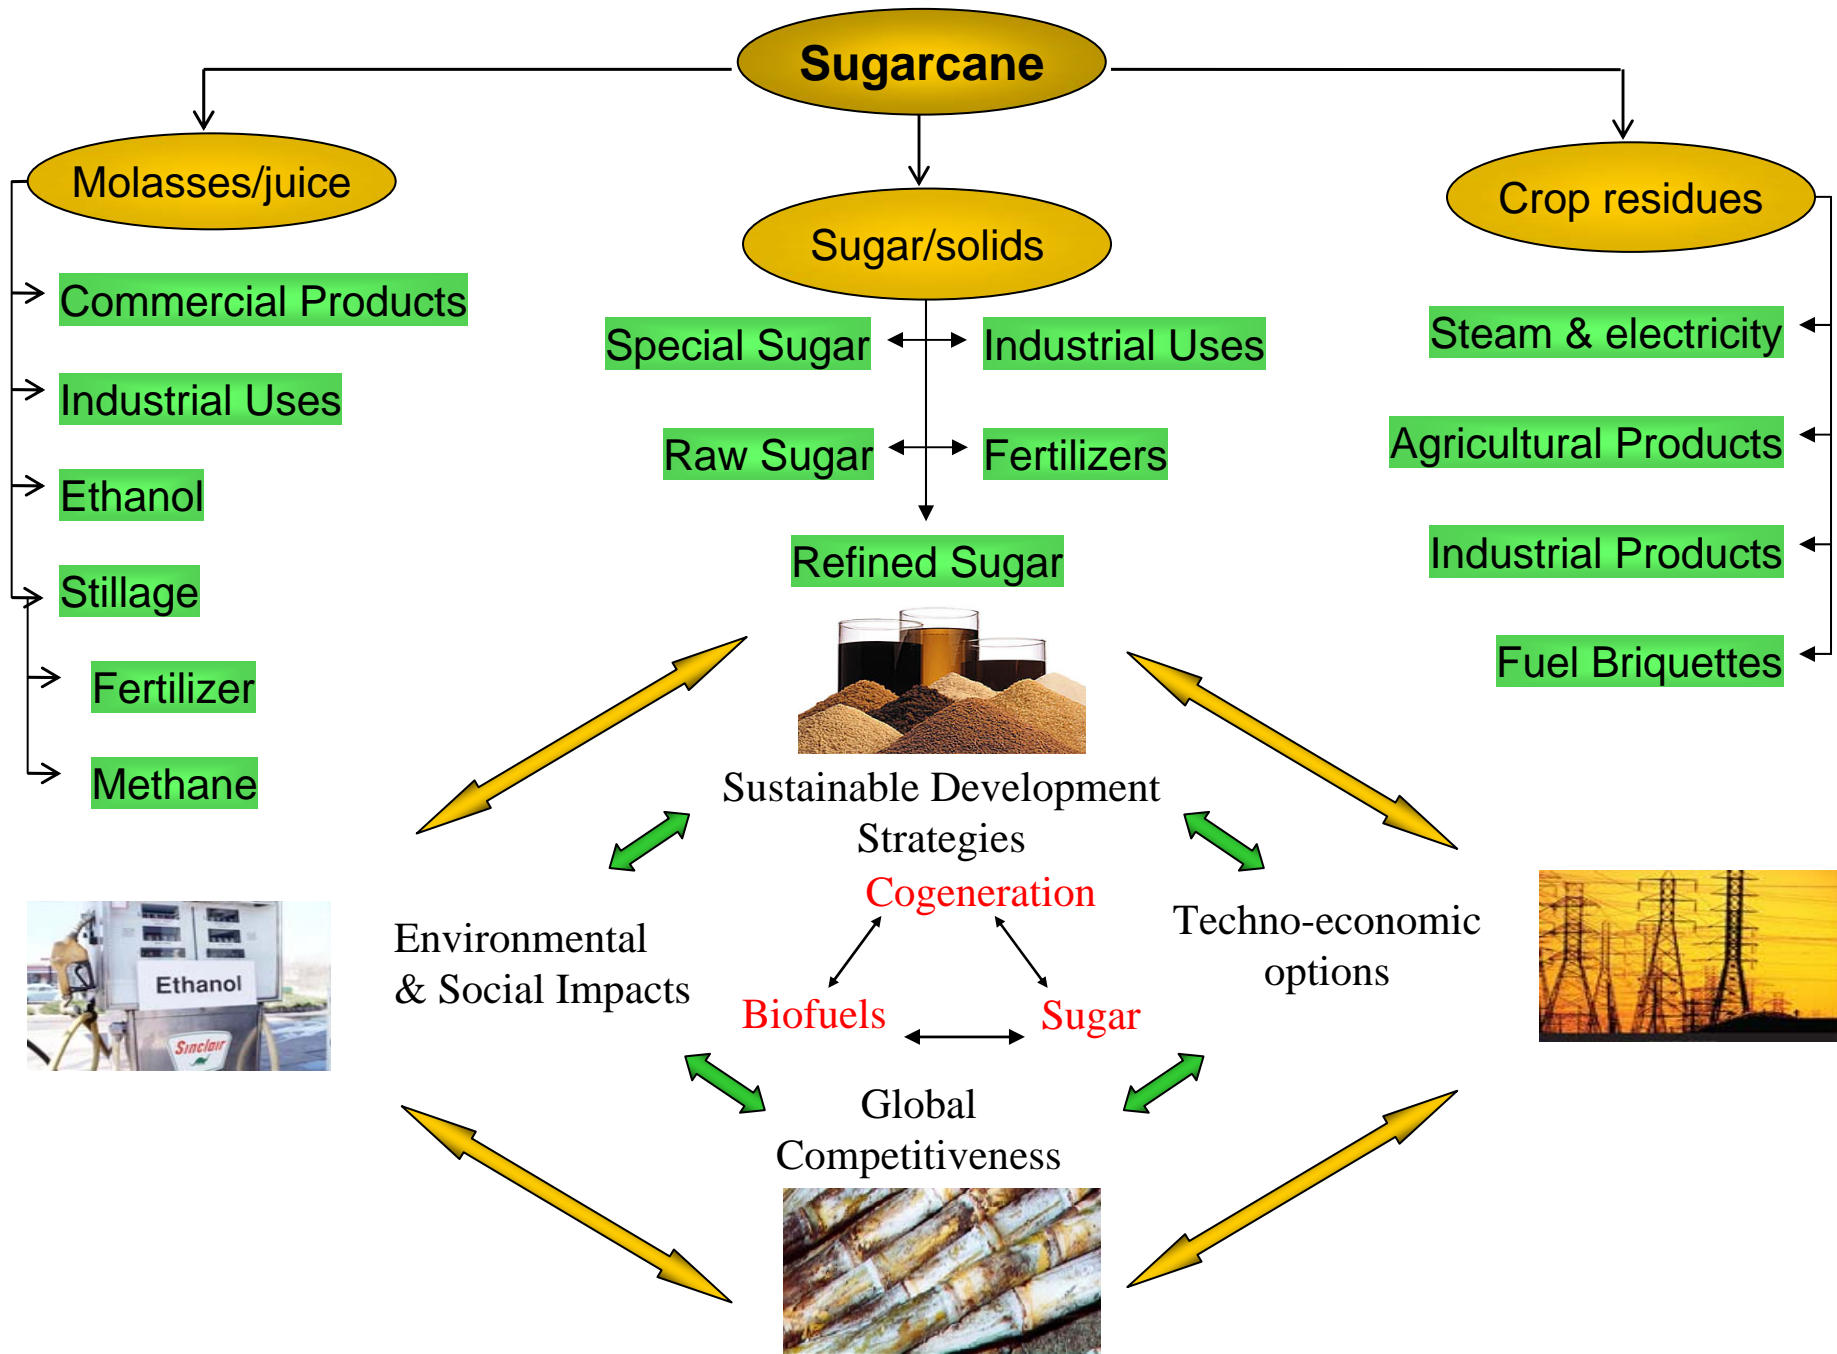 Sugarcane
Molasses/juice
Sugar/solids
Crop residues
Commercial Products
Industrial Uses
Ethanol
Stillage
Fertilizer
Methane
Special Sugar
Industrial Uses
Raw Sugar
Fertilizers
Refined Sugar
Steam & electricity
Agricultural Products
Industrial Products
Fuel Briquettes
Sustainable Development
Strategies
Cogeneration
Biofuels
Sugar
Environmental
& Social Impacts
Techno-economic
options
Global
Competitiveness
Ethanol
Sinclair